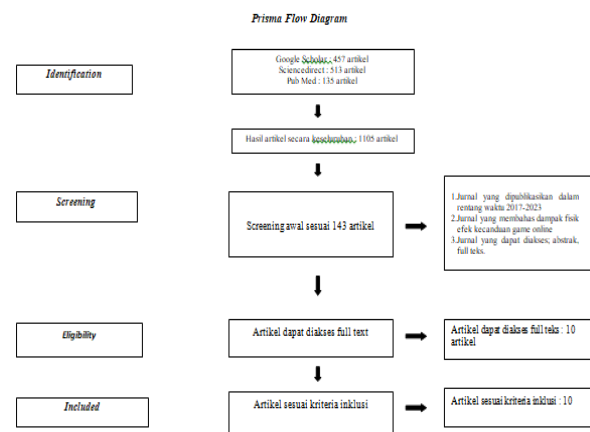 Prisma Flow Diagram
Identification
Google Scholar : 457 artikel
Sciencedirect : 513 artikel
Pub Med : 135 artikel
Hasil artikel secara keseluruhan : 1105 artikel
Screening
Screening awal sesuai 143 artikel
1.Jurnal yang dipublikasikan dalam
rentang waktu 2017-2023
2.Jurnal yang membahas dampak fisik
efek kecanduan game online
3.Jurnal yang dapat diakses; abstrak,
full teks.
Eligibility
Artikel dapat diakses full text
Artikel dapat diakses full teks : 10
artikel
Included
Artikel sesuai kriteria inklusi
Artikel sesuai kriteria inklusi : 10